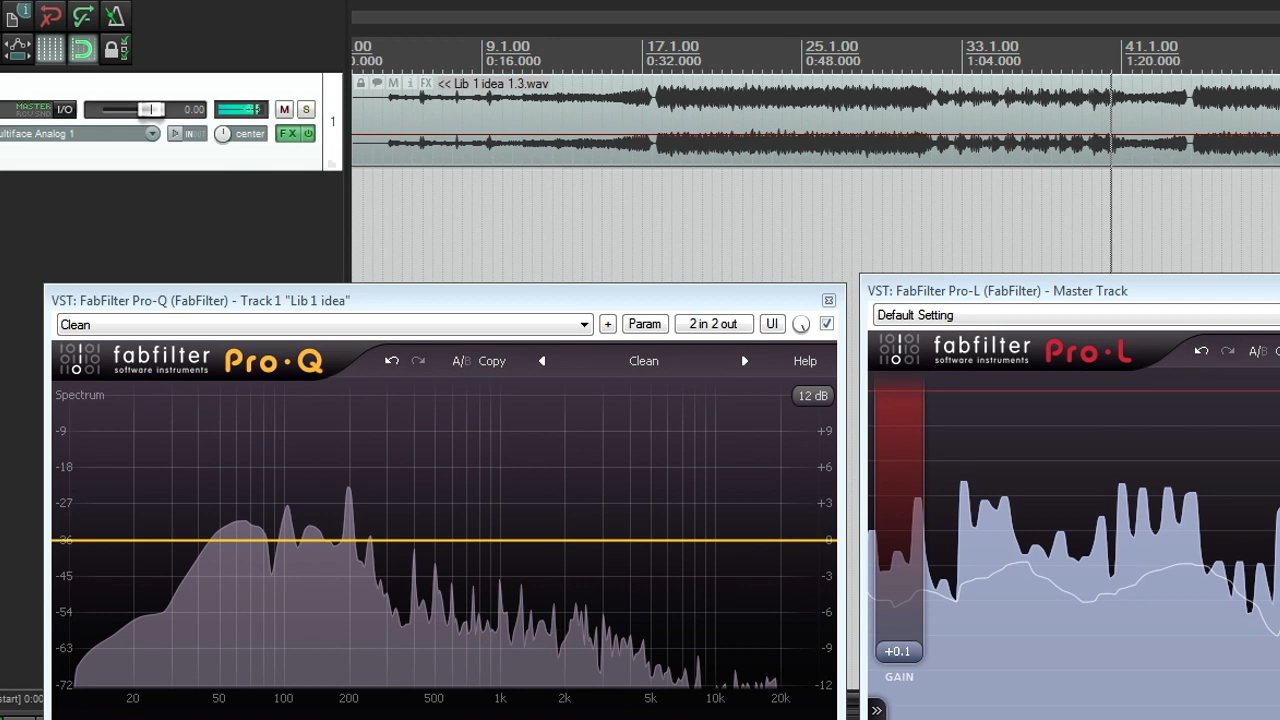 .00 9.1.00 17.1.00 25.1.00 33.1.00 41.1.00
0.000 0:16.000 0:32.000 0:48.000 1:04.000 1:20.000
M i FX << Lib 1 idea 1.3.wav
MASTER I/O 0.00 M S
RCV SND
1
ultiface Analog 1 IN center FX
VST: FabFilter Pro-Q (FabFilter) - Track 1 "Lib 1 idea"
Clean + Param 2 in 2 out UI
fabfilter Pro·Q
software instruments
A/B Copy Clean Help
Spectrum 12 dB
-9 +9
-18 +6
-27 +3
-36 0
-45 -3
-54 -6
-63 -9
-72 -12
20 50 100 200 500 1k 2k 5k 10k 20k
VST: FabFilter Pro-L (FabFilter) - Master Track
Default Setting
fabfilter Pro·L
software instruments
A/B
+0.1
GAIN
start] 0:00